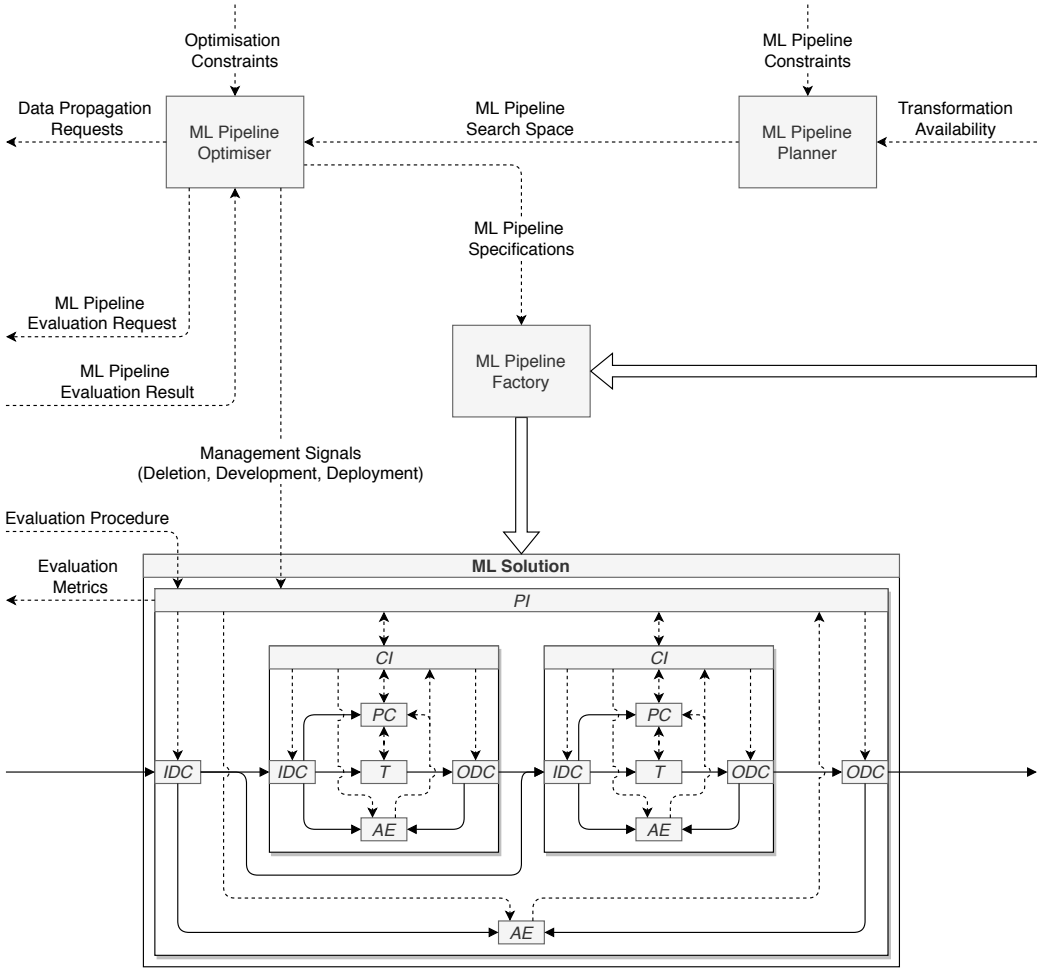 Optimisation
Constraints
ML Pipeline
Constraints
Data Propagation
Requests
ML Pipeline
Optimiser
ML Pipeline
Search Space
ML Pipeline
Planner
Transformation
Availability
ML Pipeline
Specifications
ML Pipeline
Evaluation Request
ML Pipeline
Evaluation Result
ML Pipeline
Factory
Management Signals
(Deletion, Development, Deployment)
Evaluation Procedure
Evaluation
Metrics
ML Solution
PI
CI
CI
PC
PC
IDC
IDC
T
ODC
IDC
T
ODC
ODC
AE
AE
AE